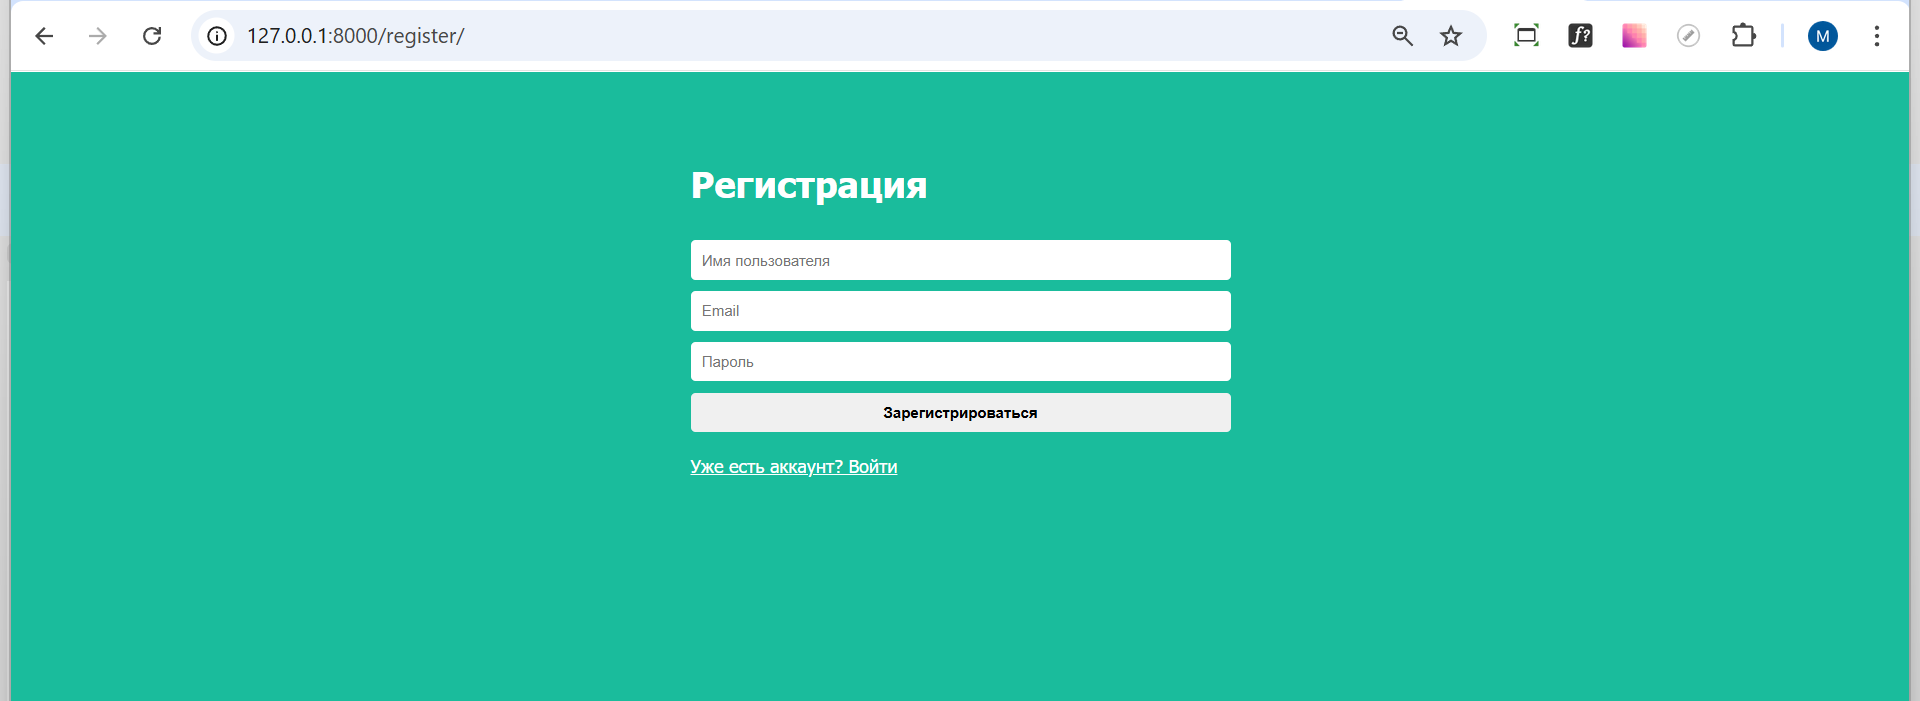 127.0.0.1:8000/register/
f?
M
Регистрация
Имя пользователя
Email
Пароль
Зарегистрироваться
Уже есть аккаунт? Войти